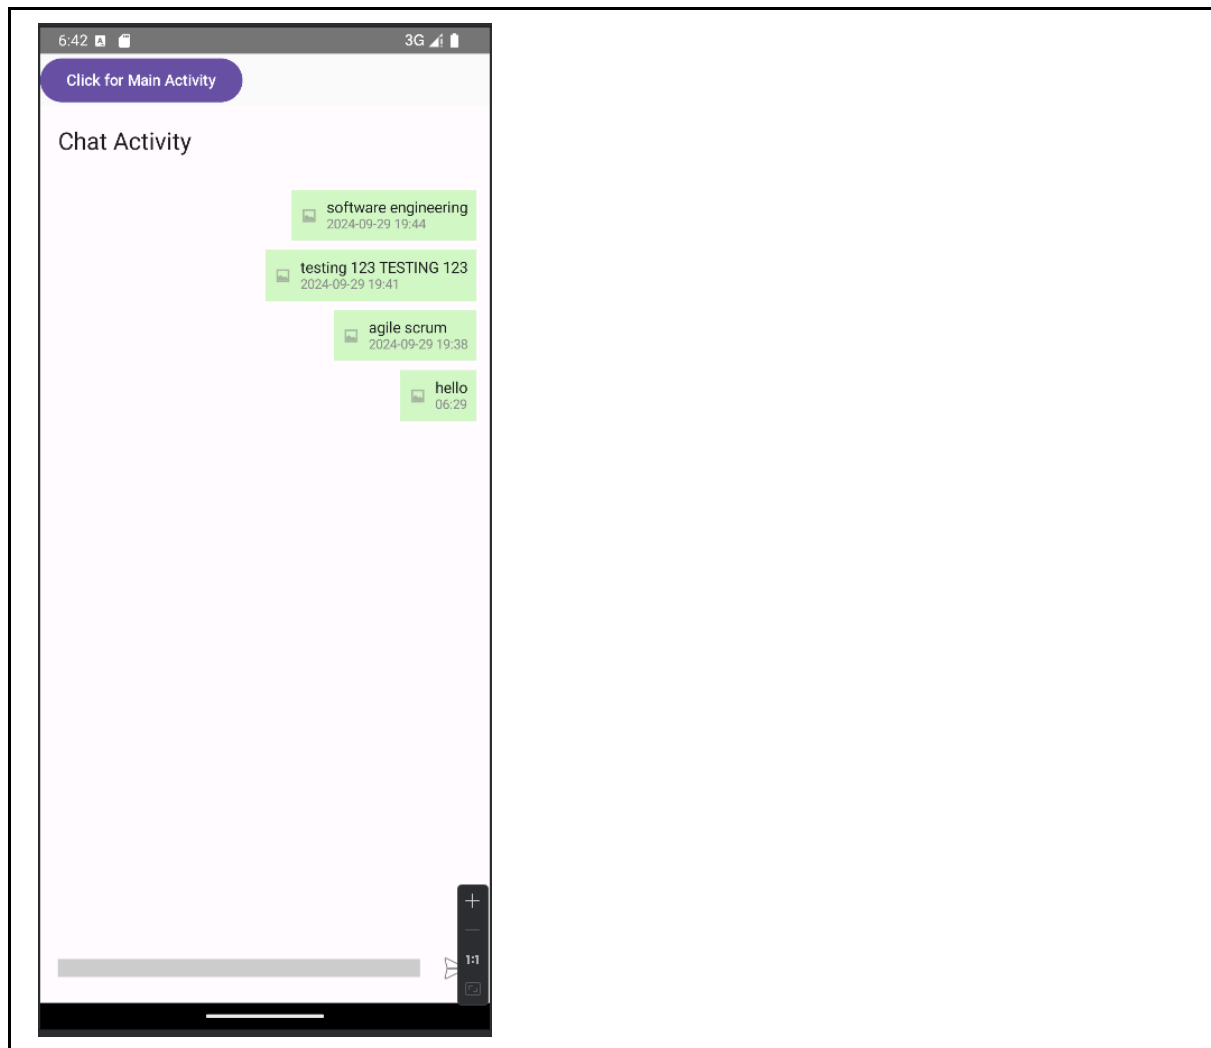 6:42
3G
Click for Main Activity
Chat Activity
software engineering
2024-09-29 19:44
testing 123 TESTING 123
2024-09-29 19:41
agile scrum
2024-09-29 19:38
hello
06:29
1:1